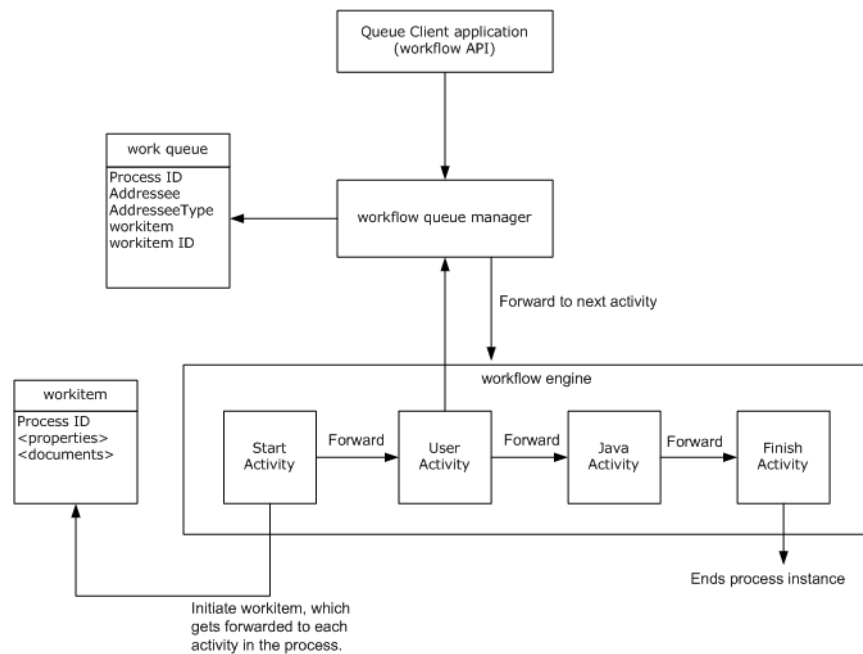 Queue Client application
(workflow API)
work queue
Process ID
Addressee
AddresseeType
workitem
workitem ID
workflow queue manager
Forward to next activity
workflow engine
workitem
Process ID
<properties>
<documents>
Start
Activity
Forward
User
Activity
Forward
Java
Activity
Forward
Finish
Activity
Ends process instance
Initiate workitem, which
gets forwarded to each
activity in the process.